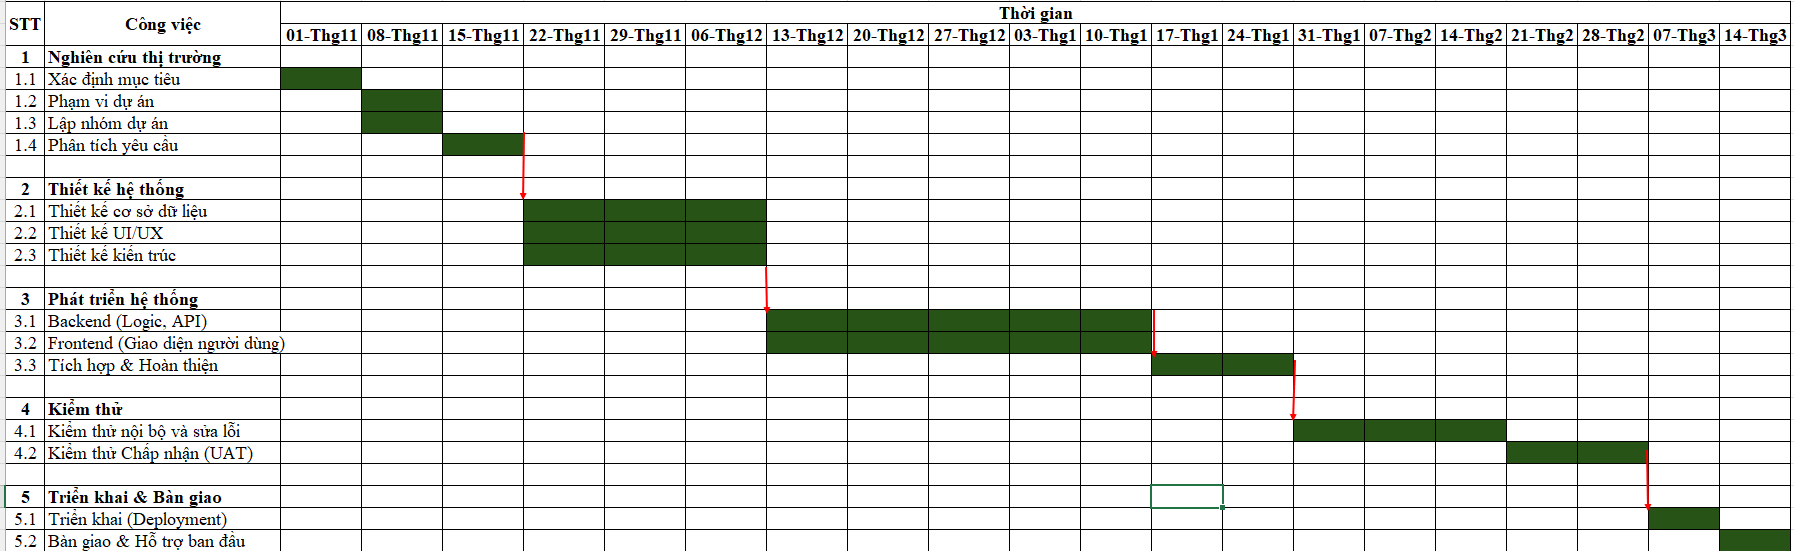 STT Công việc Thời gian
01-Thg11 08-Thg11 15-Thg11 22-Thg11 29-Thg11 06-Thg12 13-Thg12 20-Thg12 27-Thg12 03-Thg1 10-Thg1 17-Thg1 24-Thg1 31-Thg1 07-Thg2 14-Thg2 21-Thg2 28-Thg2 07-Thg3 14-Thg3
1 Nghiên cứu thị trường
1.1 Xác định mục tiêu
1.2 Phạm vi dự án
1.3 Lập nhóm dự án
1.4 Phân tích yêu cầu
2 Thiết kế hệ thống
2.1 Thiết kế cơ sở dữ liệu
2.2 Thiết kế UI/UX
2.3 Thiết kế kiến trúc
3 Phát triển hệ thống
3.1 Backend (Logic, API)
3.2 Frontend (Giao diện người dùng)
3.3 Tích hợp & Hoàn thiện
4 Kiểm thử
4.1 Kiểm thử nội bộ và sửa lỗi
4.2 Kiểm thử Chấp nhận (UAT)
5 Triển khai & Bàn giao
5.1 Triển khai (Deployment)
5.2 Bàn giao & Hỗ trợ ban đầu